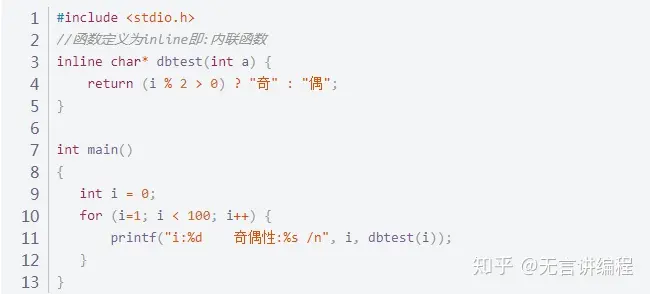 1 #include <stdio.h>
2 //函数定义为inline即:内联函数
3 inline char* dbtest(int a) {
4     return (i % 2 > 0) ? "奇" : "偶";
5 }
6
7 int main()
8 {
9    int i = 0;
10    for (i=1; i < 100; i++) {
11        printf("i:%d    奇偶性:%s /n", i, dbtest(i));
12    }
13 }
知乎 @无言讲编程